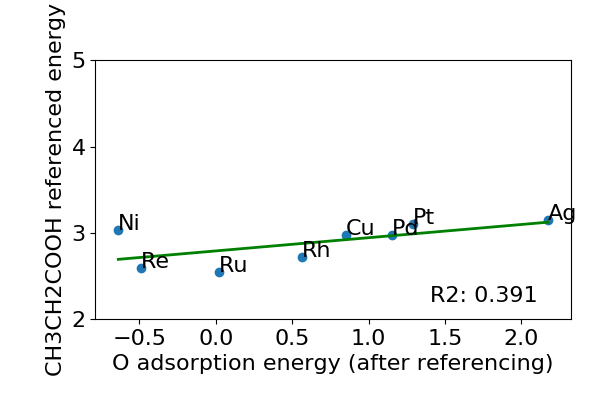 CH3CH2COOH referenced energy
5
4
3
2
Ni
Re
Ru
Rh
Cu
Pd
Pt
Ag
R2: 0.391
−0.5 0.0 0.5 1.0 1.5 2.0
O adsorption energy (after referencing)